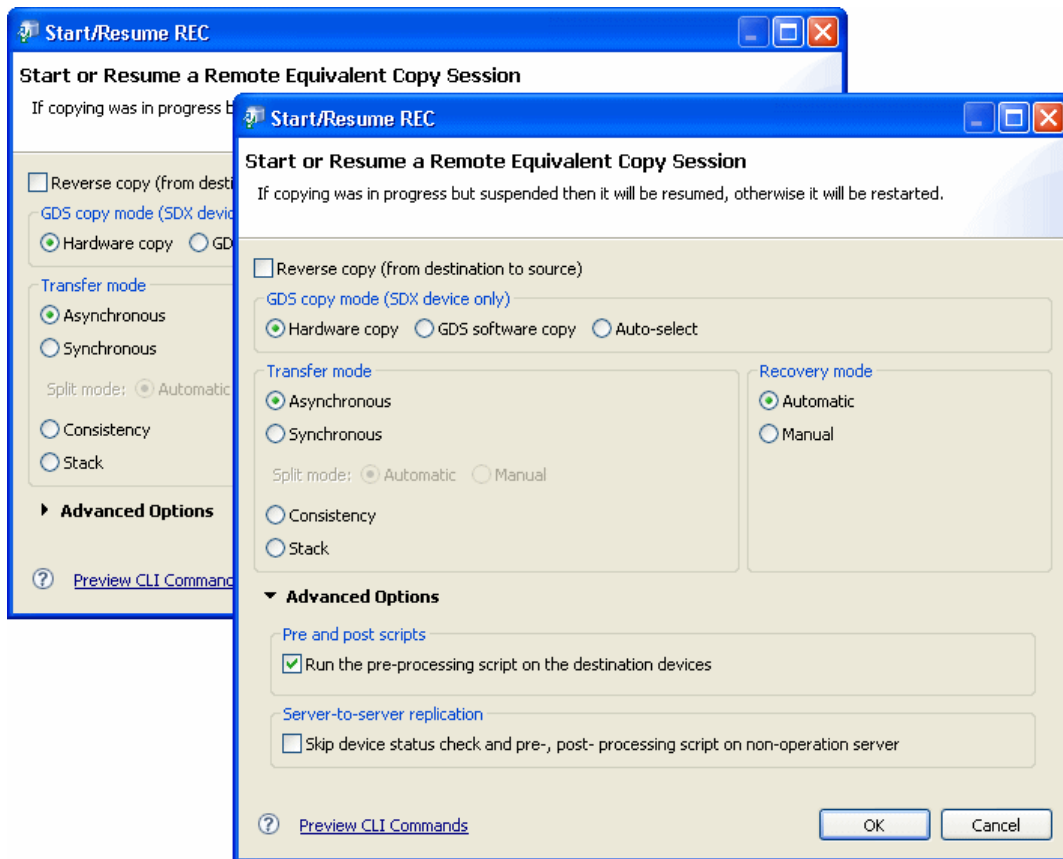 Start/Resume REC
Start or Resume a Remote Equivalent Copy Session
If copying was in progress
Reverse copy (from
GDS copy mode (SDX
Hardware copy
Transfer mode
Asynchronous
Synchronous
Split mode: Automatic
Consistency
Stack
Advanced Options
Preview CLI
Start/Resume REC
Start or Resume a Remote Equivalent Copy Session
If copying was in progress but suspended then it will be resumed, otherwise it will be restarted.
Reverse copy (from destination to source)
GDS copy mode (SDX device only)
Hardware copy GDS software copy Auto-select
Transfer mode
Asynchronous
Synchronous
Split mode: Automatic Manual
Consistency
Stack
Recovery mode
Automatic
Manual
Advanced Options
Pre and post scripts
Run the pre-processing script on the destination devices
Server-to-server replication
Skip device status check and pre-, post- processing script on non-operation server
? Preview CLI Commands
OK Cancel